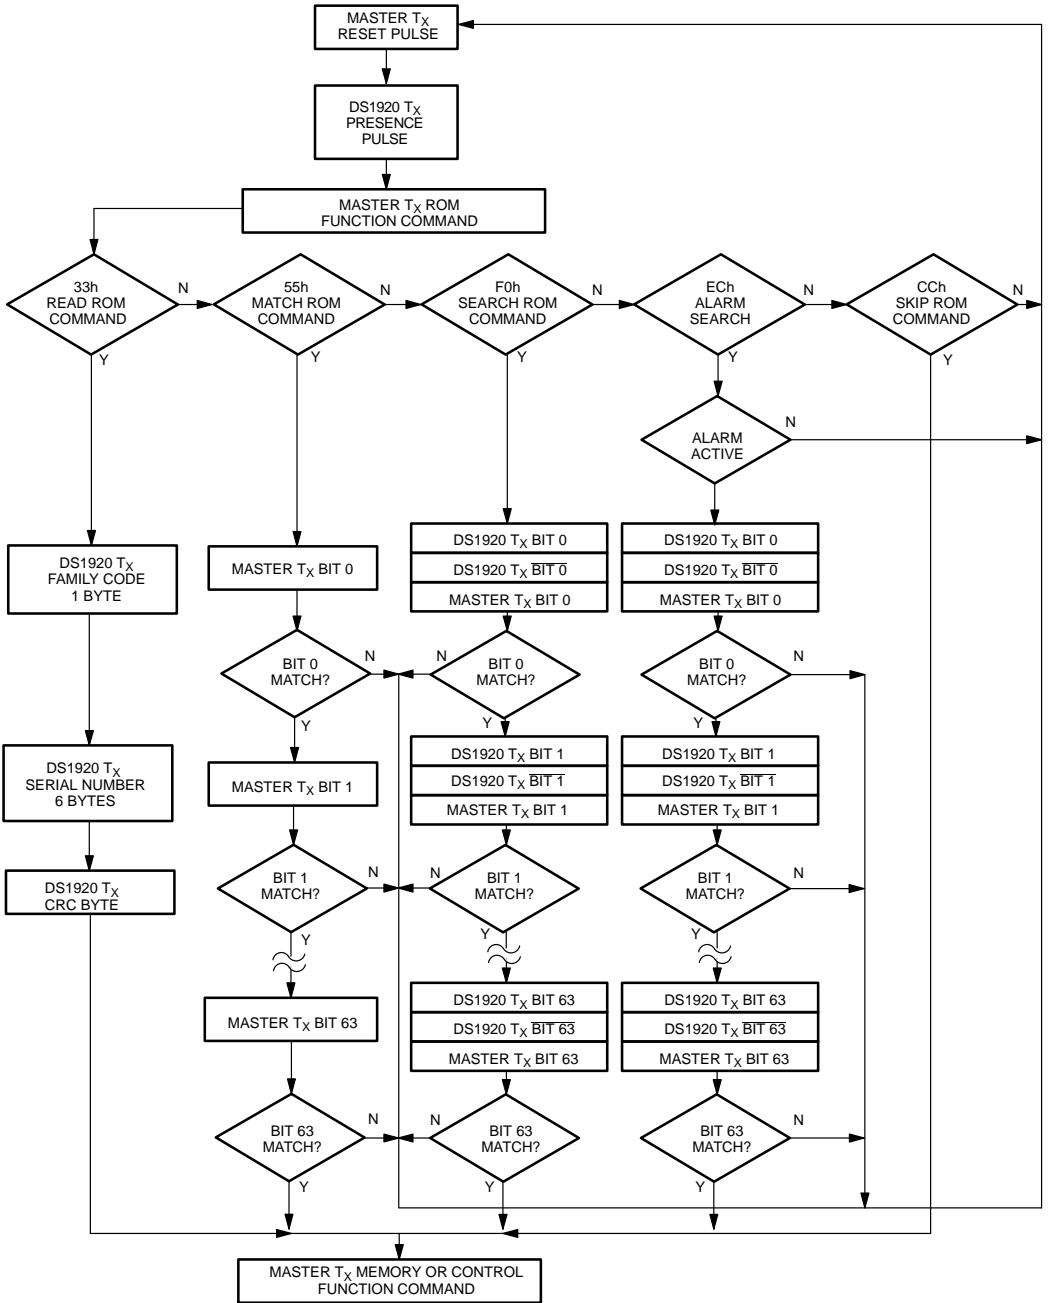 MASTER TX
RESET PULSE
DS1920 TX
PRESENCE
PULSE
MASTER TX ROM
FUNCTION COMMAND
33h
READ ROM
COMMAND
N
Y
55h
MATCH ROM
COMMAND
N
Y
F0h
SEARCH ROM
COMMAND
N
Y
ECh
ALARM
SEARCH
N
Y
CCh
SKIP ROM
COMMAND
N
Y
ALARM
ACTIVE
N
DS1920 TX
FAMILY CODE
1 BYTE
DS1920 TX
SERIAL NUMBER
6 BYTES
DS1920 TX
CRC BYTE
MASTER TX BIT 0
BIT 0
MATCH?
N
Y
MASTER TX BIT 1
BIT 1
MATCH?
N
Y
MASTER TX BIT 63
BIT 63
MATCH?
N
Y
DS1920 TX BIT 0
DS1920 TX B̅I̅T̅ ̅0̅
MASTER TX BIT 0
N
BIT 0
MATCH?
Y
DS1920 TX BIT 1
DS1920 TX B̅I̅T̅ ̅1̅
MASTER TX BIT 1
N
BIT 1
MATCH?
Y
DS1920 TX BIT 63
DS1920 TX B̅I̅T̅ ̅6̅3̅
MASTER TX BIT 63
N
BIT 63
MATCH?
Y
DS1920 TX BIT 0
DS1920 TX B̅I̅T̅ ̅0̅
MASTER TX BIT 0
BIT 0
MATCH?
N
Y
DS1920 TX BIT 1
DS1920 TX B̅I̅T̅ ̅1̅
MASTER TX BIT 1
BIT 1
MATCH?
N
Y
DS1920 TX BIT 63
DS1920 TX B̅I̅T̅ ̅6̅3̅
MASTER TX BIT 63
BIT 63
MATCH?
N
Y
MASTER TX MEMORY OR CONTROL
FUNCTION COMMAND